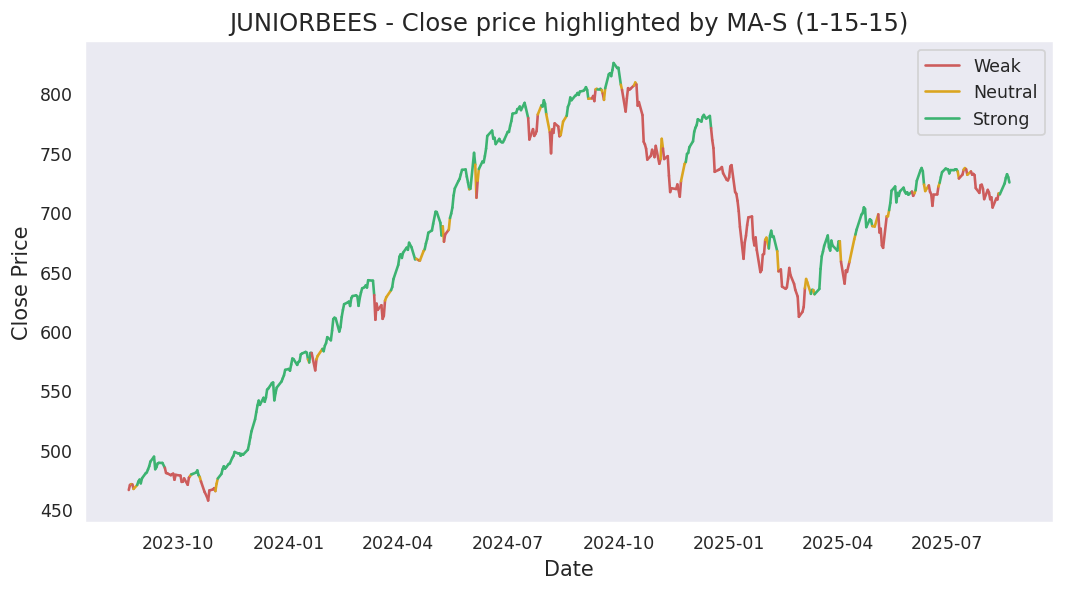 JUNIORBEES - Close price highlighted by MA-S (1-15-15)
Weak
Neutral
Strong
Close Price
800
750
700
650
600
550
500
450
2023-10 2024-01 2024-04 2024-07 2024-10 2025-01 2025-04 2025-07
Date